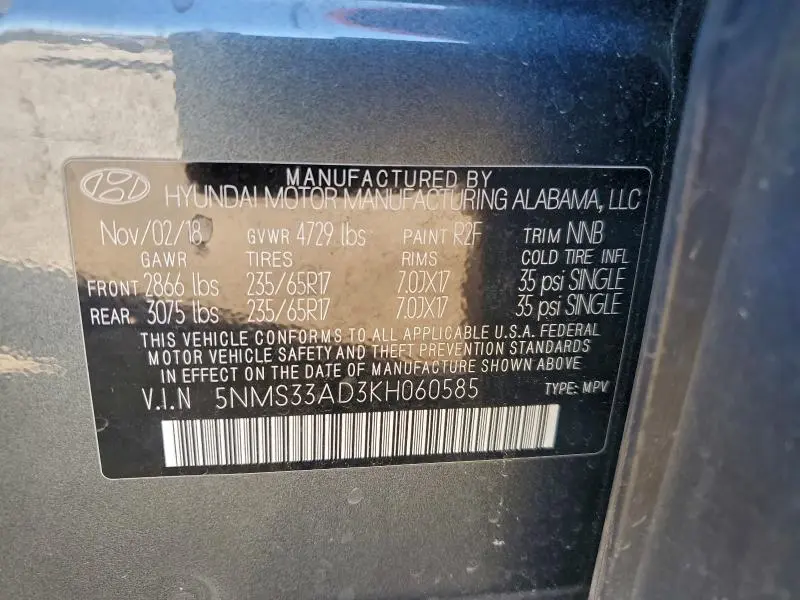 MANUFACTURED BY
HYUNDAI MOTOR MANUFACTURING ALABAMA, LLC
Nov/02/18 GVWR 4729 lbs PAINT R2F TRIM NNB
GAWR TIRES RIMS COLD TIRE INFL
FRONT 2866 lbs 235/65R17 7.0JX17 35 psi SINGLE
REAR 3075 lbs 235/65R17 7.0JX17 35 psi SINGLE
THIS VEHICLE CONFORMS TO ALL APPLICABLE U.S.A. FEDERAL
MOTOR VEHICLE SAFETY AND THEFT PREVENTION STANDARDS
IN EFFECT ON THE DATE OF MANUFACTURE SHOWN ABOVE
V.I.N 5NMS33AD3KH060585 TYPE: MPV